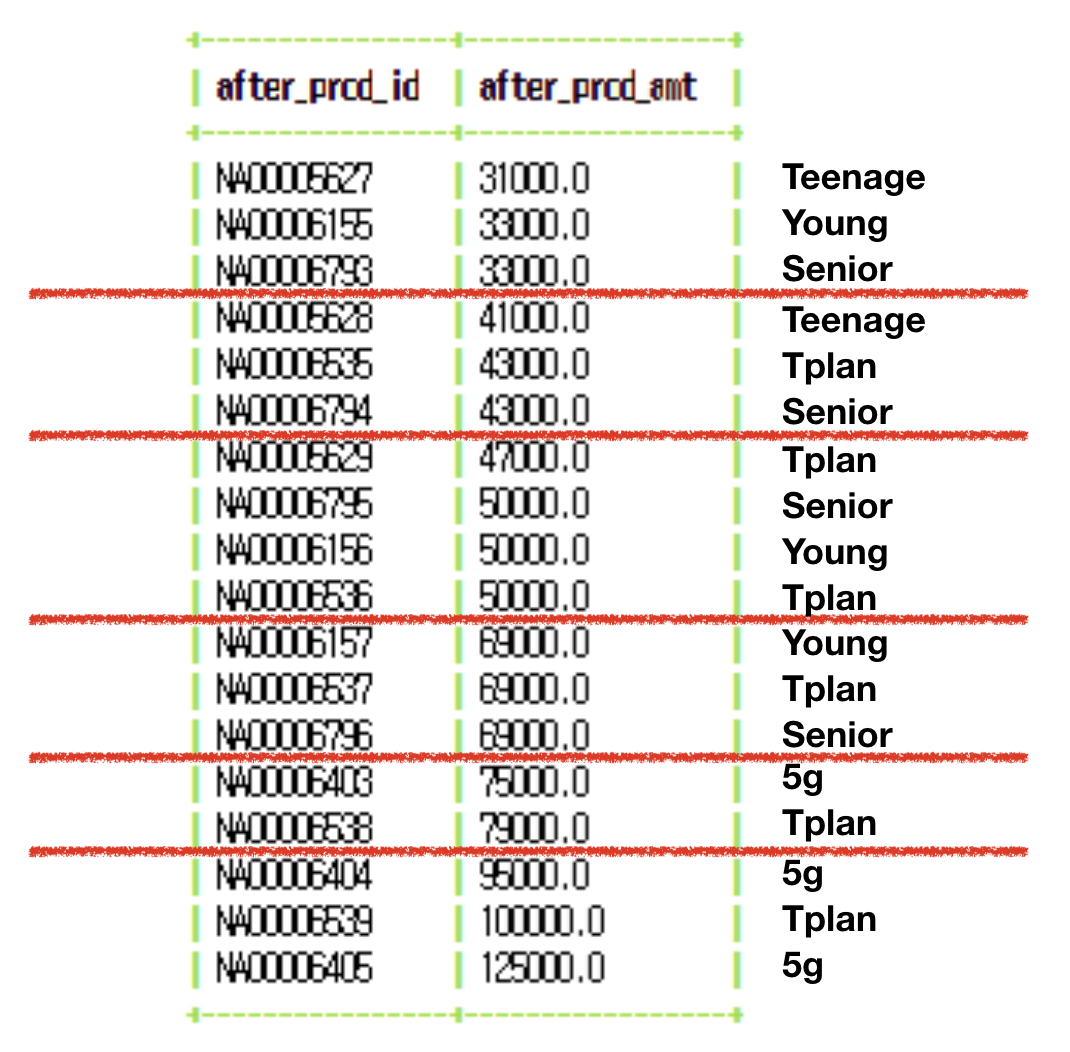 after_prcd_id | after_prcd_amt
NA00005627 | 31000.0 Teenage
NA00006155 | 33000.0 Young
NA00006793 | 33000.0 Senior
NA00005628 | 41000.0 Teenage
NA00006535 | 43000.0 Tplan
NA00006794 | 43000.0 Senior
NA00005629 | 47000.0 Tplan
NA00006795 | 50000.0 Senior
NA00006156 | 50000.0 Young
NA00006536 | 50000.0 Tplan
NA00006157 | 69000.0 Young
NA00006537 | 69000.0 Tplan
NA00006796 | 69000.0 Senior
NA00006403 | 75000.0 5g
NA00006538 | 79000.0 Tplan
NA00006404 | 95000.0 5g
NA00006539 | 100000.0 Tplan
NA00006405 | 125000.0 5g